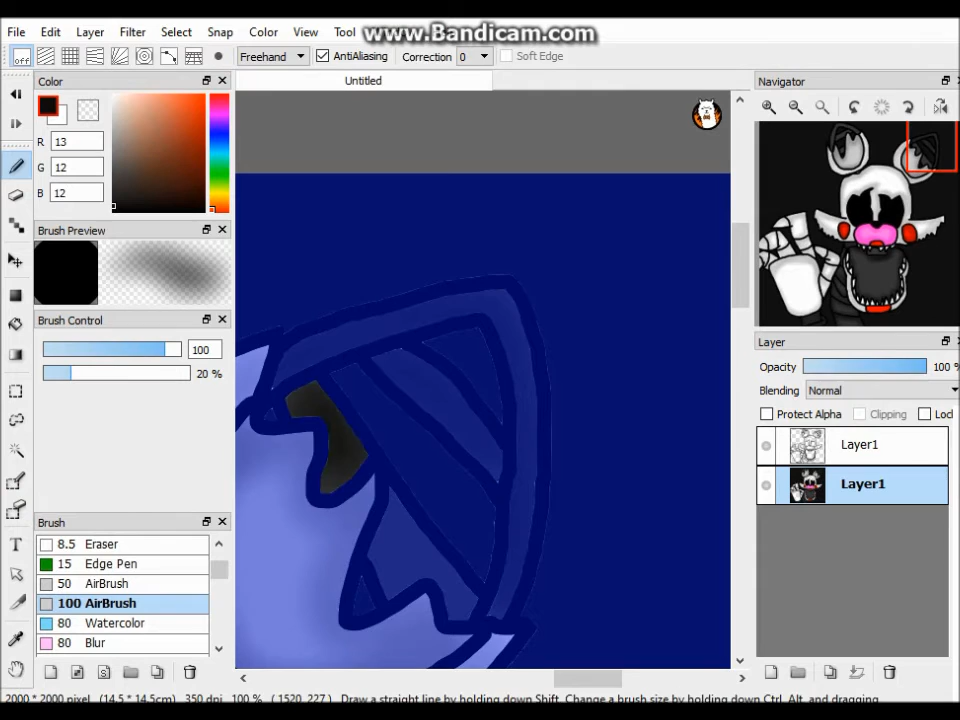 www.Bandicam.com
File Edit Layer Filter Select Snap Color View Tool
off Freehand AntiAliasing Correction 0 Soft Edge
Color Untitled Navigator
R 13
G 12
B 12
Brush Preview
Brush Control
100
20 %
Layer
Opacity 100 %
Blending Normal
Protect Alpha Clipping Locl
Layer1
Layer1
Brush
8.5 Eraser
15 Edge Pen
50 AirBrush
100 AirBrush
80 Watercolor
80 Blur
T
2000 * 2000 pixel (14.5 * 14.5cm) 350 dpi 100 % ( 1520, 227 ) Draw a straight line by holding down Shift, Change a brush size by holding down Ctrl, Alt, and dragging